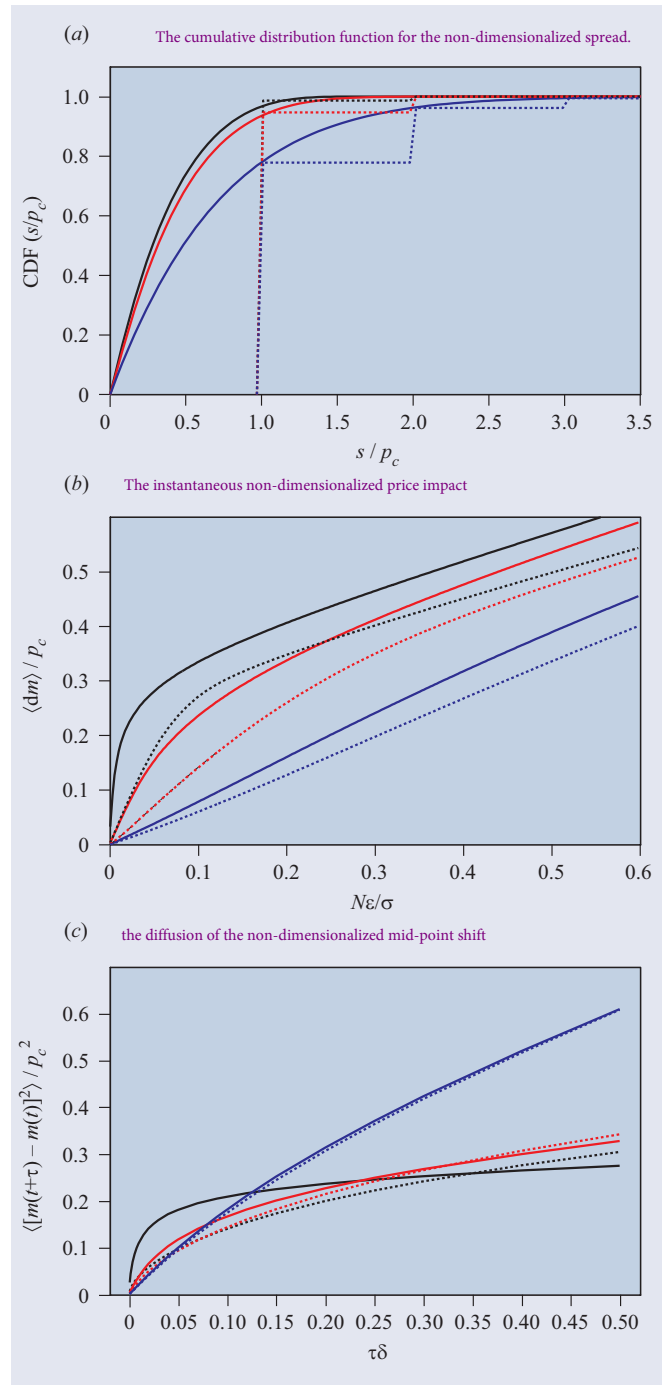 (a) The cumulative distribution function for the non-dimensionalized spread.
1.0
0.8
0.6
0.4
0.2
0
CDF (s/p_c)
0 0.5 1.0 1.5 2.0 2.5 3.0 3.5
s / p_c
(b) The instantaneous non-dimensionalized price impact
0.5
0.4
0.3
0.2
0.1
0
⟨dm⟩ / p_c
0 0.1 0.2 0.3 0.4 0.5 0.6
Nε/σ
(c) the diffusion of the non-dimensionalized mid-point shift
0.6
0.5
0.4
0.3
0.2
0.1
0
⟨[m(t+τ) – m(t)]²⟩ / p_c²
0 0.05 0.10 0.15 0.20 0.25 0.30 0.35 0.40 0.45 0.50
τδ